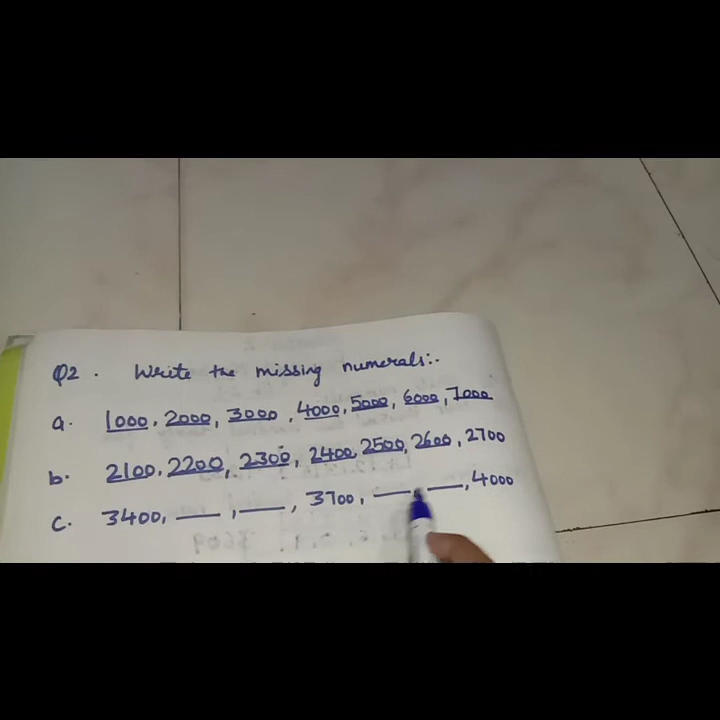 Q2. Write the missing numerals:-
a. 1000, 2000, 3000, 4000, 5000, 6000, 7000
b. 2100, 2200, 2300, 2400, 2500, 2600, 2700
c. 3400, ___, ___, 3700, ___, ___, 4000